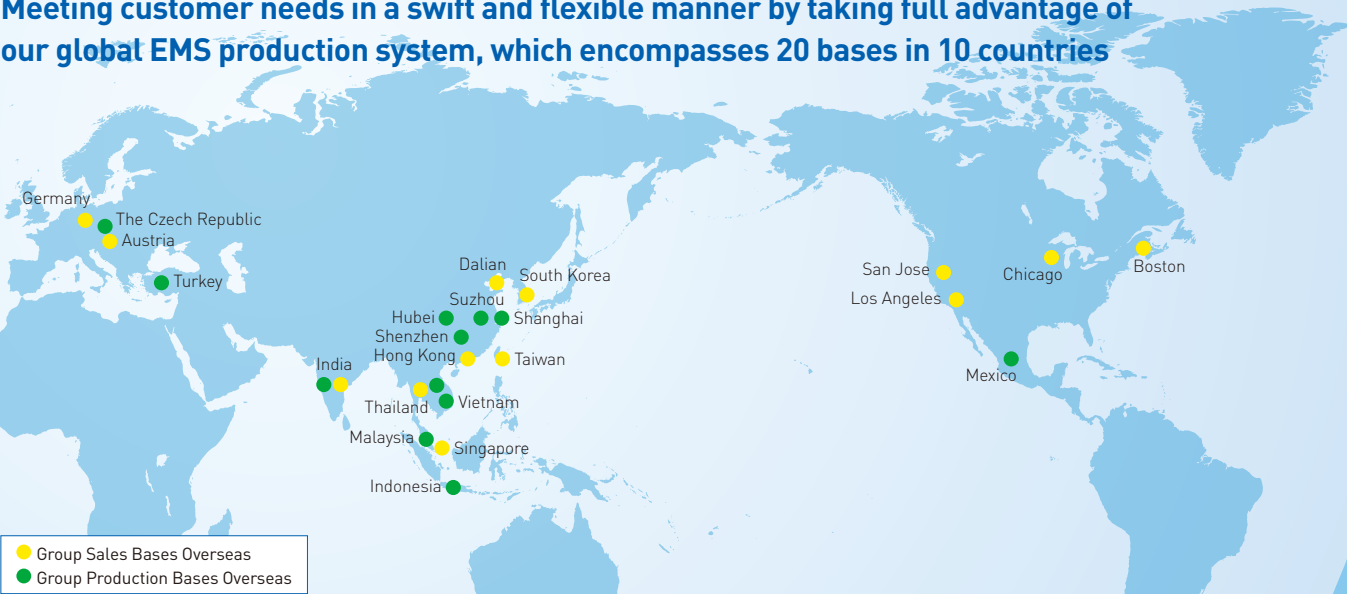 Meeting customer needs in a swift and flexible manner by taking full advantage of
our global EMS production system, which encompasses 20 bases in 10 countries
Germany
The Czech Republic
Austria
Turkey
Dalian
South Korea
Suzhou
Hubei
Shanghai
Shenzhen
Hong Kong
Taiwan
India
Thailand
Vietnam
Malaysia
Singapore
Indonesia
San Jose
Chicago
Boston
Los Angeles
Mexico
Group Sales Bases Overseas
Group Production Bases Overseas